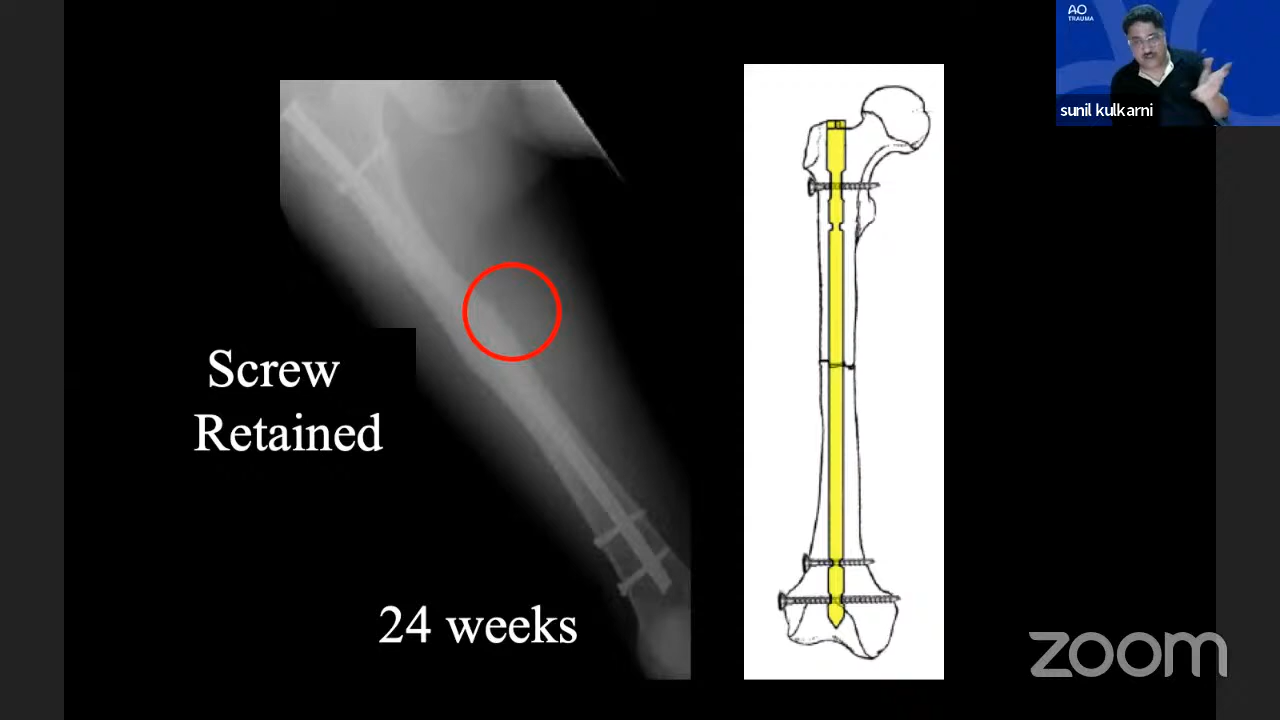 AO
TRAUMA
sunil kulkarni
Screw
Retained
24 weeks
zoom